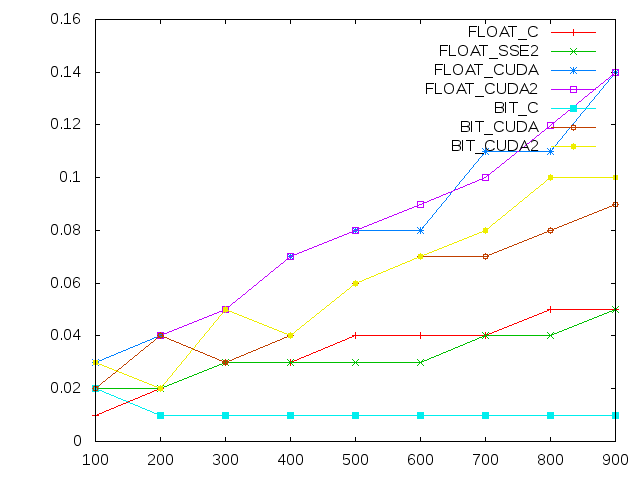 0.16
0.14
0.12
0.1
0.08
0.06
0.04
0.02
0
100 200 300 400 500 600 700 800 900
FLOAT_C
FLOAT_SSE2
FLOAT_CUDA
FLOAT_CUDA2
BIT_C
BIT_CUDA
BIT_CUDA2